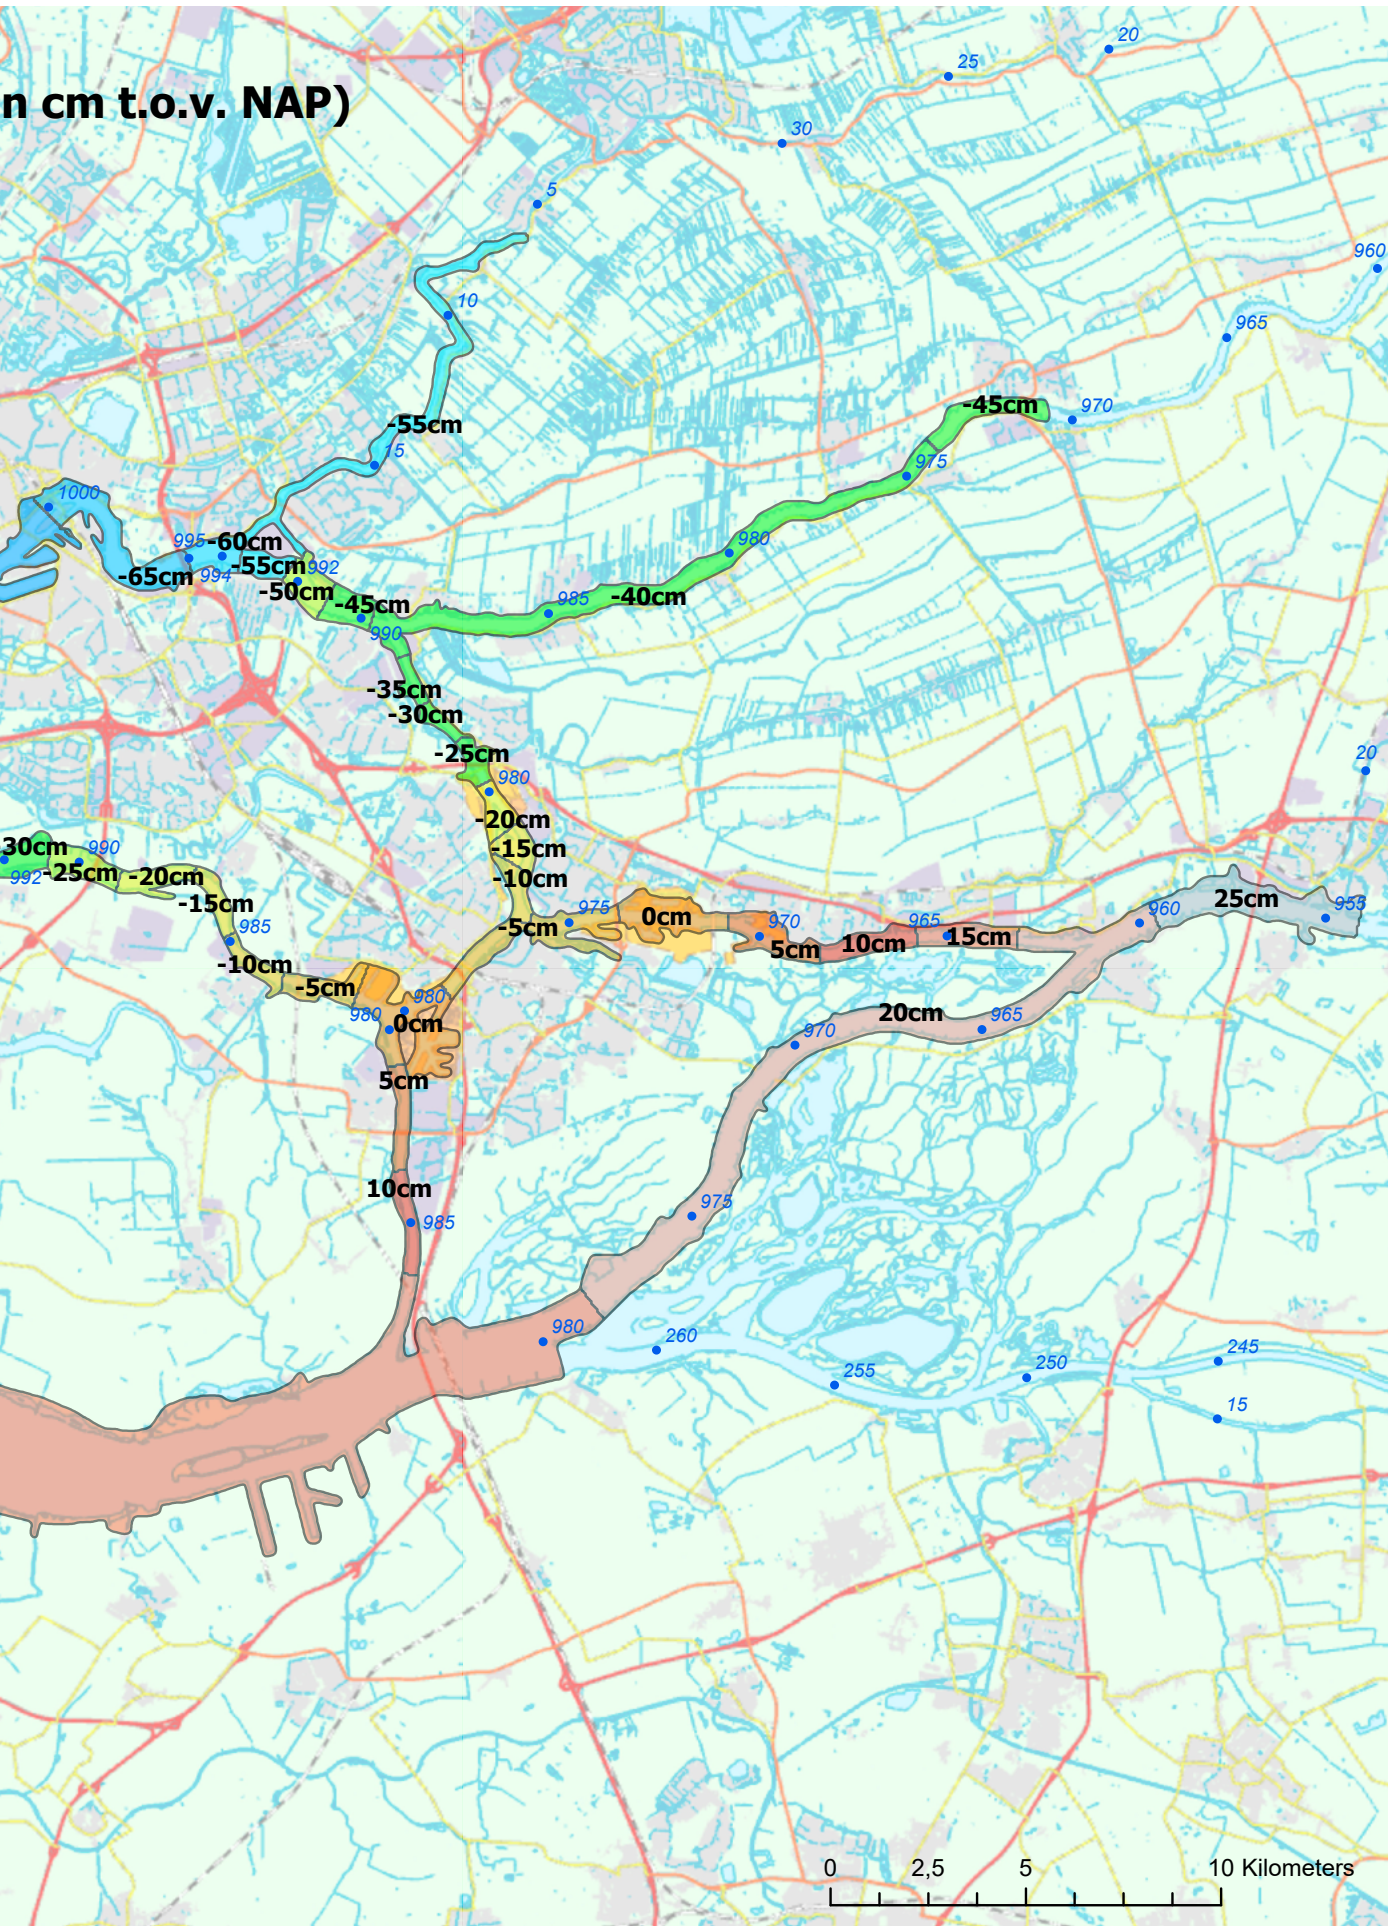 20
25
n cm t.o.v. NAP)
30
5
960
10
965
-45cm
970
-55cm
15
975
1000
995
-60cm
980
-55cm
992
-65cm
994
-50cm
-40cm
985
-45cm
990
-35cm
-30cm
-25cm
20
980
-20cm
30cm
990
-15cm
992
-25cm
-20cm
-10cm
-15cm
25cm
955
975
0cm
960
985
-5cm
970
965
5cm
10cm
15cm
-10cm
-5cm
980
980
0cm
20cm
965
970
5cm
10cm
975
985
980
260
245
250
255
15
0
2,5
5
10 Kilometers